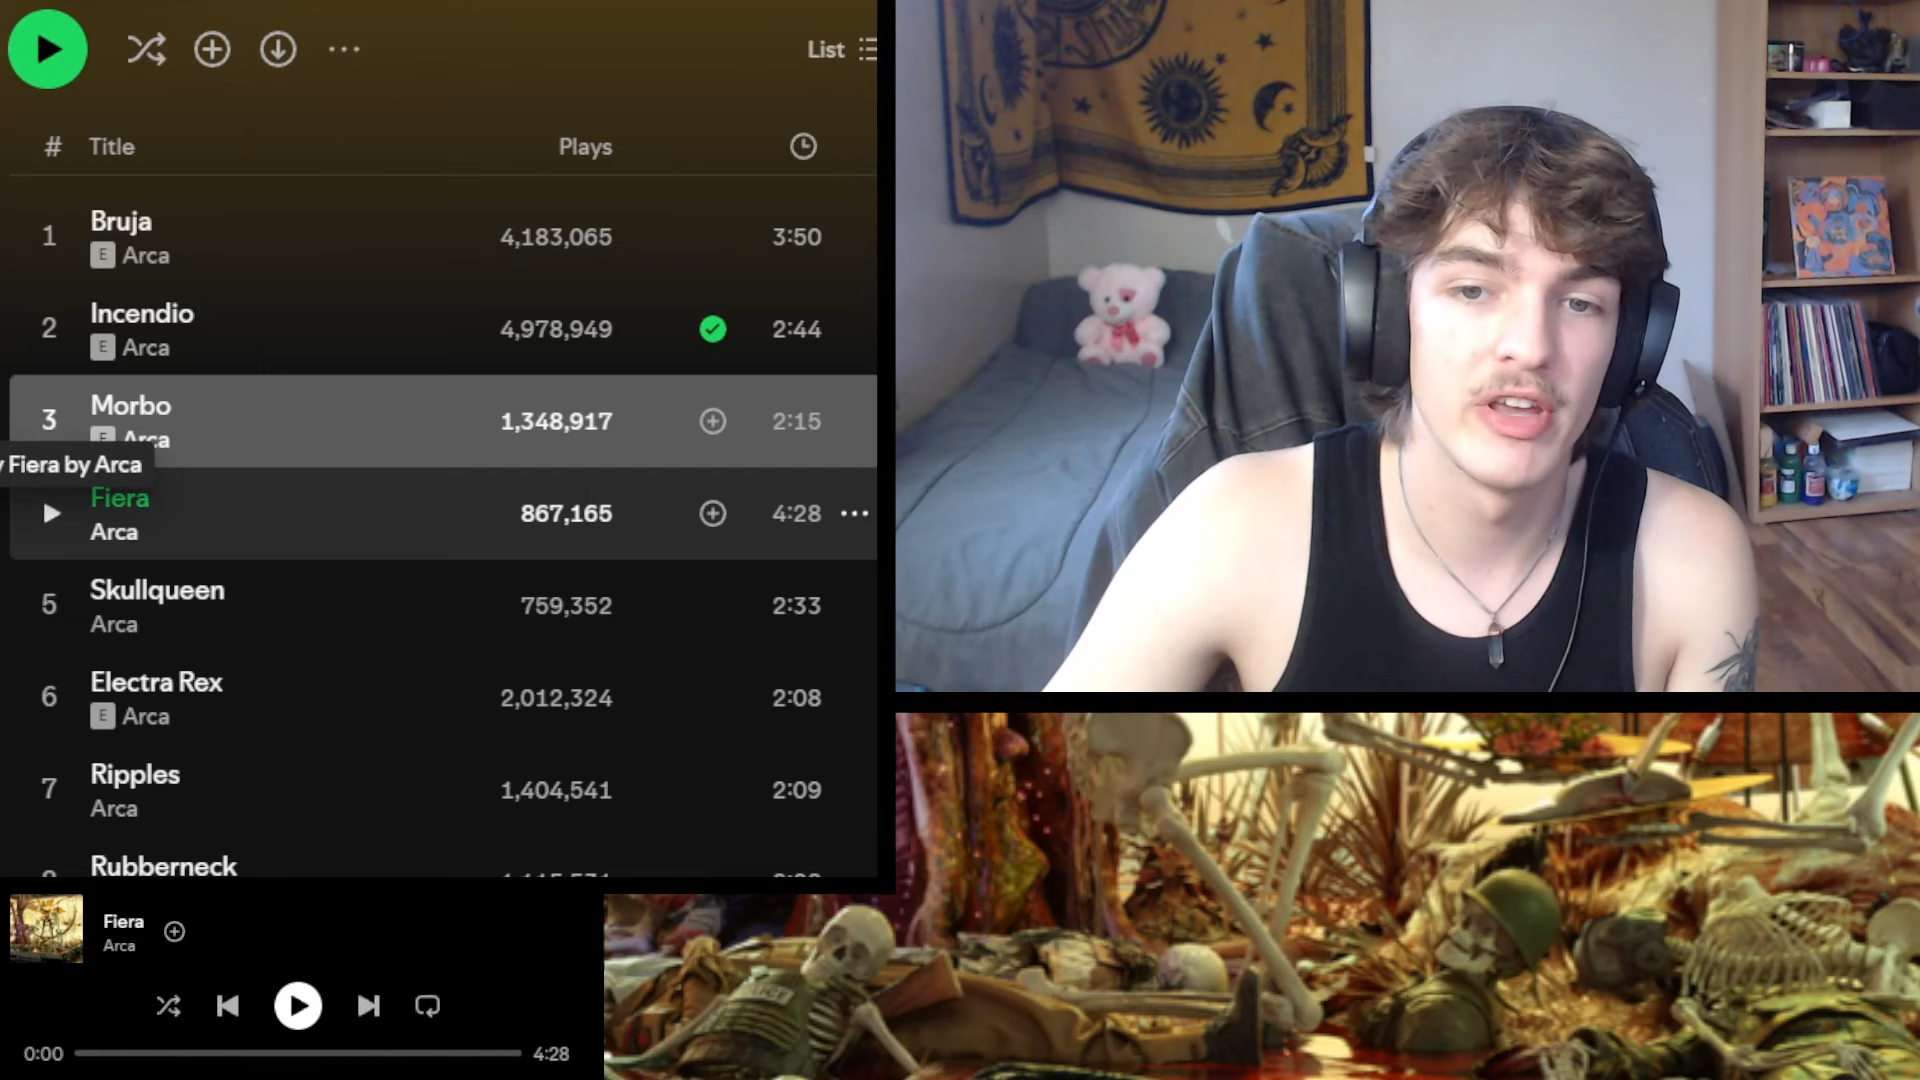 List
# Title Plays
1 Bruja 4,183,065 3:50
E Arca
2 Incendio 4,978,949 2:44
E Arca
3 Morbo 1,348,917 2:15
E Arca
Fiera by Arca
Fiera 867,165 4:28
Arca
5 Skullqueen 759,352 2:33
Arca
6 Electra Rex 2,012,324 2:08
E Arca
7 Ripples 1,404,541 2:09
Arca
Rubberneck
Fiera
Arca
0:00 4:28